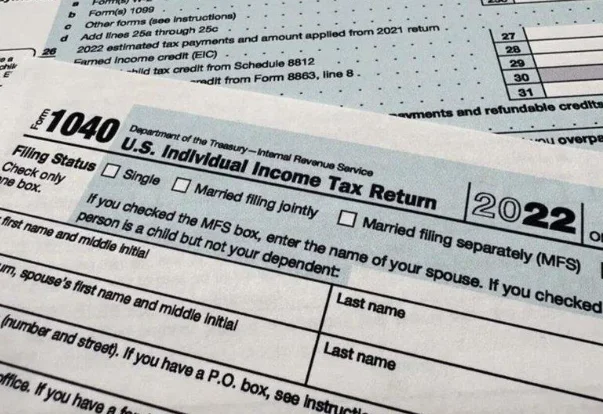 b Form(s) 1099
c Other forms (see instructions)
d Add lines 25a through 25c
26 2022 estimated tax payments and amount applied from 2021 return
Earned income credit (EIC)
child tax credit from Schedule 8812
credit from Form 8863, line 8
27
28
29
30
31
payments and refundable credits
you overpaid
Form 1040
Department of the Treasury—Internal Revenue Service
U.S. Individual Income Tax Return
2022
Filing Status
Check only
one box.
Single
Married filing jointly
Married filing separately (MFS)
If you checked the MFS box, enter the name of your spouse. If you checked
person is a child but not your dependent:
first name and middle initial
Last name
spouse's first name and middle initial
Last name
(number and street). If you have a P.O. box, see
office. If you have a